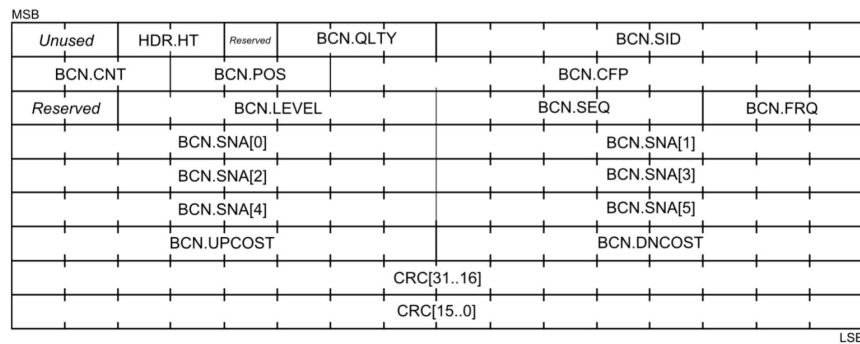 MSB
Unused HDR.HT Reserved BCN.QLTY BCN.SID
BCN.CNT BCN.POS BCN.CFP
Reserved BCN.LEVEL BCN.SEQ BCN.FRQ
BCN.SNA[0] BCN.SNA[1]
BCN.SNA[2] BCN.SNA[3]
BCN.SNA[4] BCN.SNA[5]
BCN.UPCOST BCN.DNCOST
CRC[31..16]
CRC[15..0]
LSB